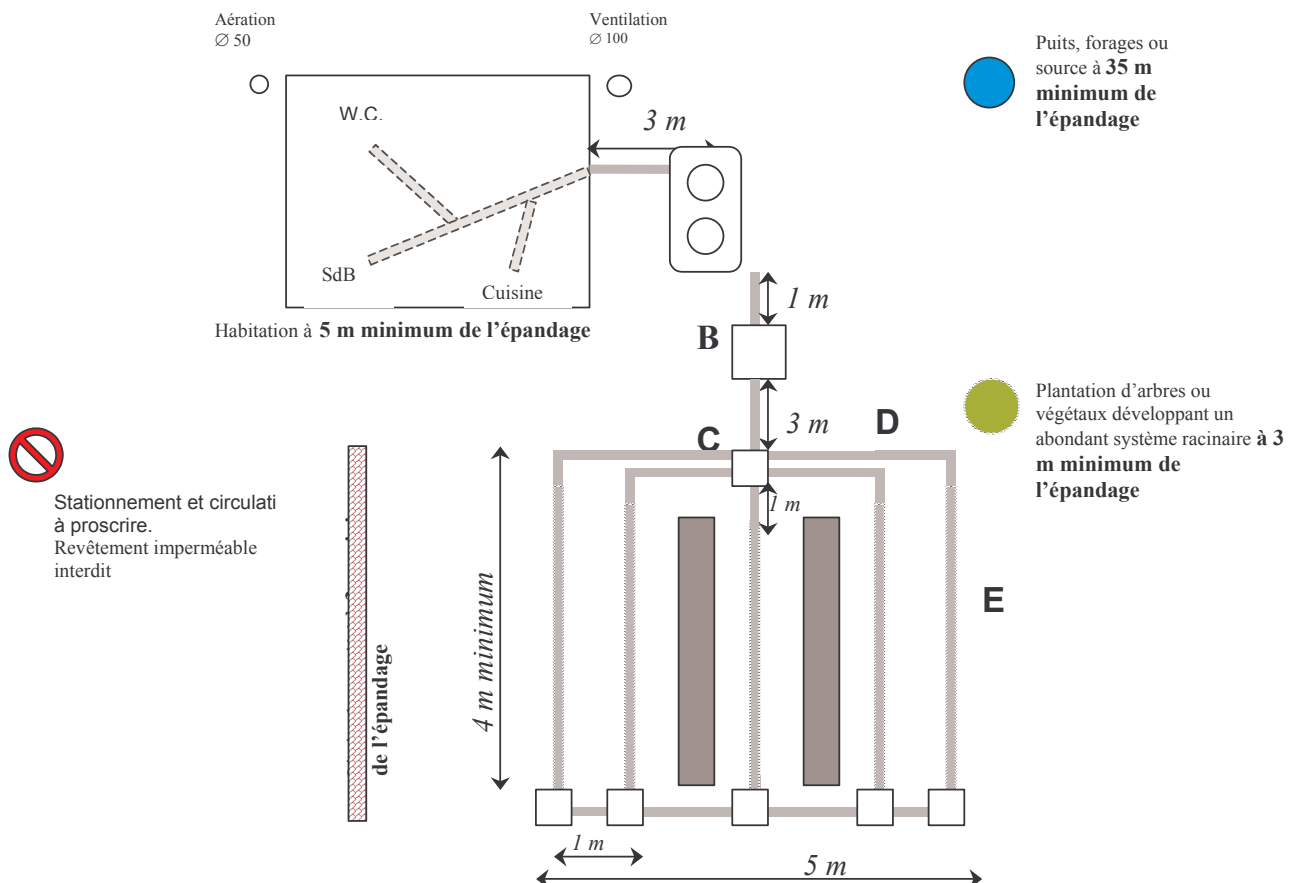 Aération
∅ 50
Ventilation
∅ 100
Puits, forages ou
source à 35 m
minimum de
l'épandage
W.C.
3 m
SdB
Cuisine
1 m
Habitation à 5 m minimum de l'épandage
B
3 m
Plantation d'arbres ou
végétaux développant un
abondant système racinaire à 3
m minimum de
l'épandage
C
D
1 m
Stationnement et circulati
à proscrire.
Revêtement imperméable
interdit
4 m minimum
de l'épandage
E
1 m
5 m